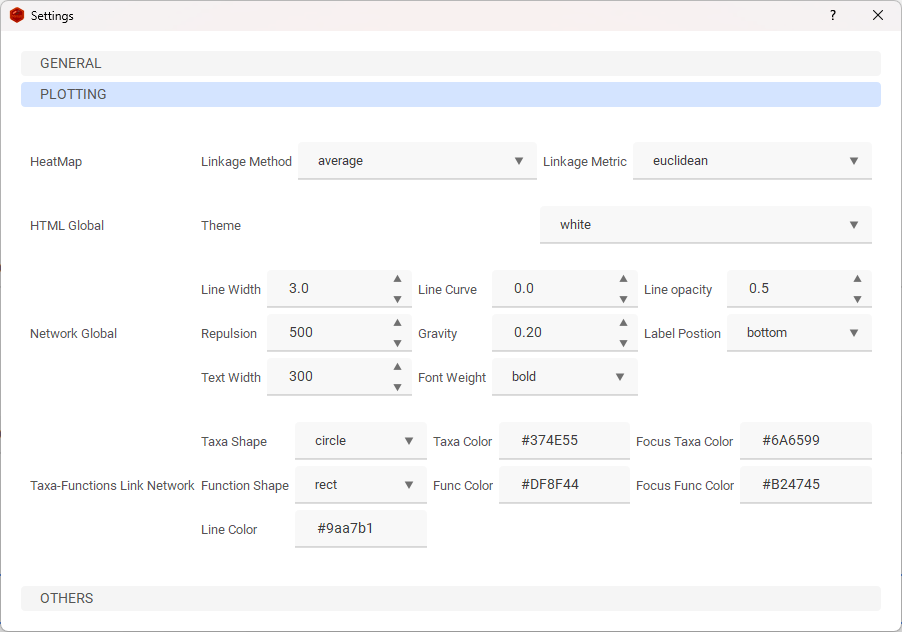 Settings ?
GENERAL
PLOTTING
HeatMap Linkage Method average Linkage Metric euclidean
HTML Global Theme white
Line Width 3.0 Line Curve 0.0 Line opacity 0.5
Network Global Repulsion 500 Gravity 0.20 Label Postion bottom
Text Width 300 Font Weight bold
Taxa Shape circle Taxa Color #374E55 Focus Taxa Color #6A6599
Taxa-Functions Link Network Function Shape rect Func Color #DF8F44 Focus Func Color #B24745
Line Color #9aa7b1
OTHERS